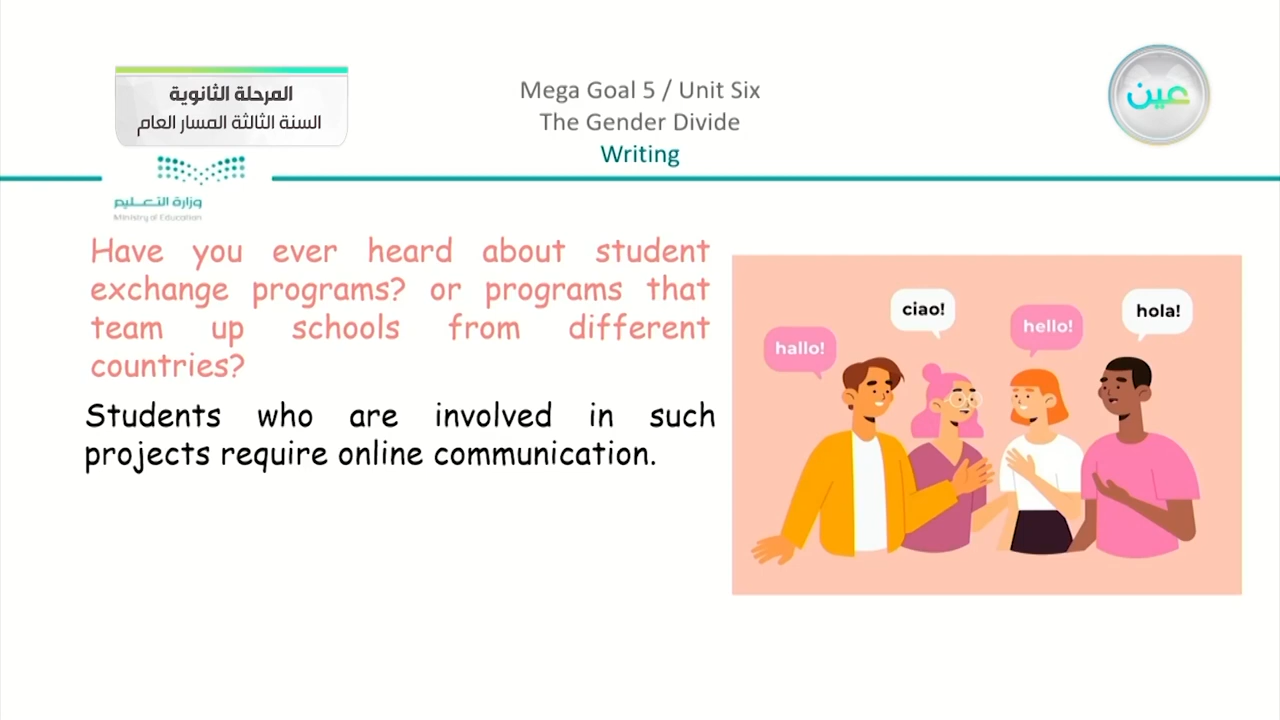 المرحلة الثانوية
السنة الثالثة المسار العام
Mega Goal 5 / Unit Six
The Gender Divide
Writing
عين
وزارة التعـــليم
Ministry of Education
Have you ever heard about student
exchange programs? or programs that
team up schools from different
countries?
Students who are involved in such
projects require online communication.
hallo!
ciao!
hello!
hola!